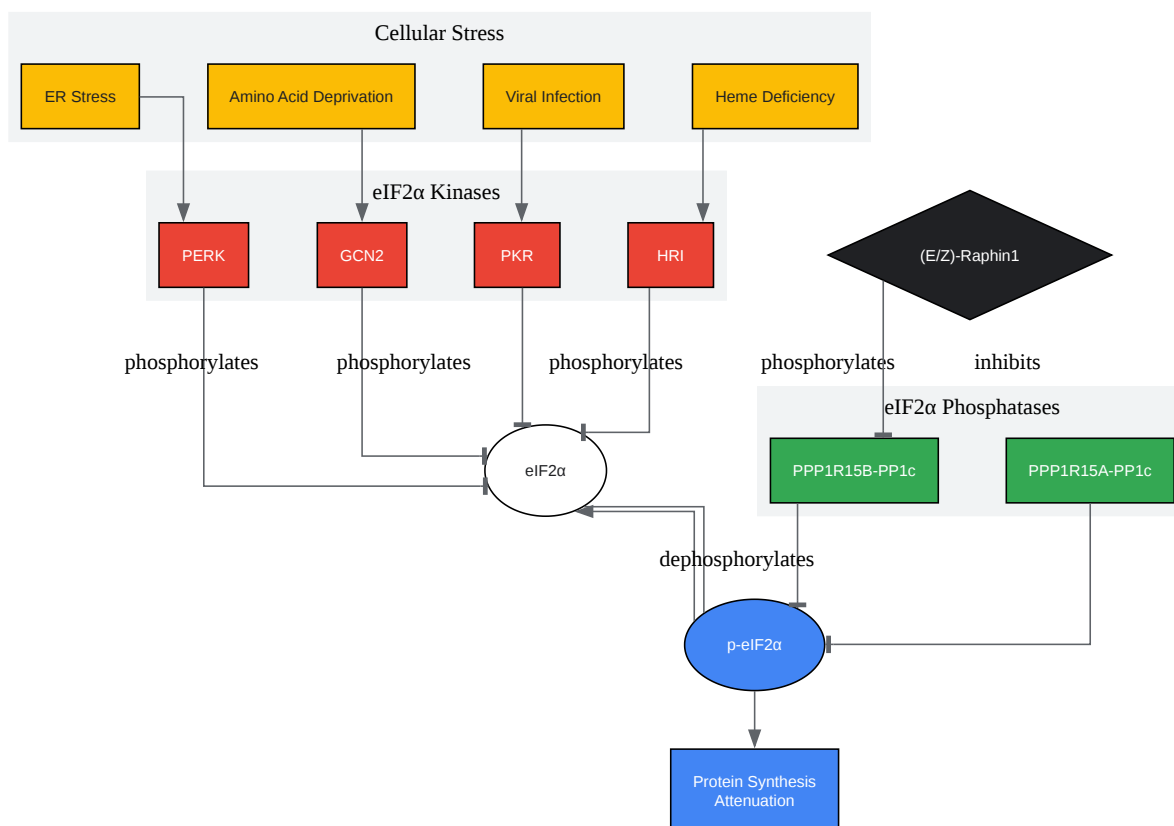 Cellular Stress
ER Stress
Amino Acid Deprivation
Viral Infection
Heme Deficiency
eIF2α Kinases
PERK
GCN2
PKR
HRI
(E/Z)-Raphin1
phosphorylates
phosphorylates
phosphorylates
phosphorylates
inhibits
eIF2α Phosphatases
eIF2α
PPP1R15B-PP1c
PPP1R15A-PP1c
dephosphorylates
p-eIF2α
Protein Synthesis
Attenuation